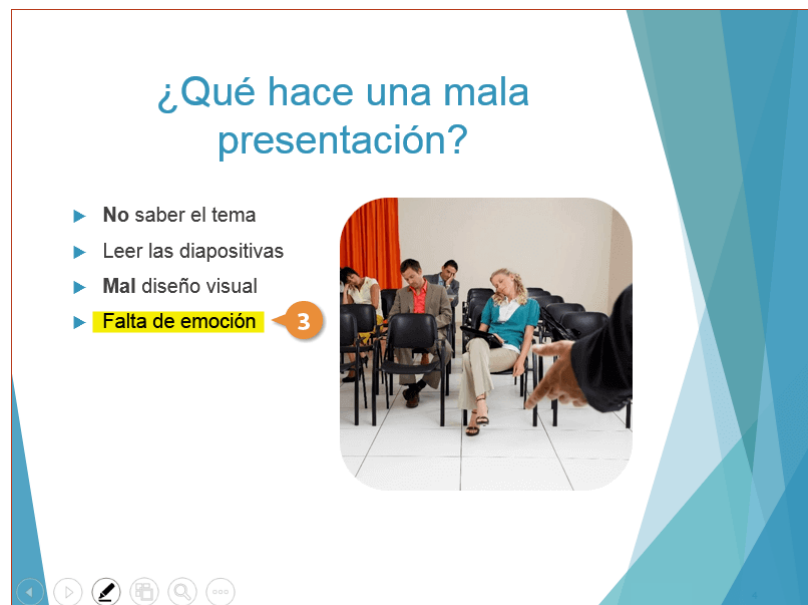 ¿Qué hace una mala
presentación?
No saber el tema
Leer las diapositivas
Mal diseño visual
Falta de emoción
3